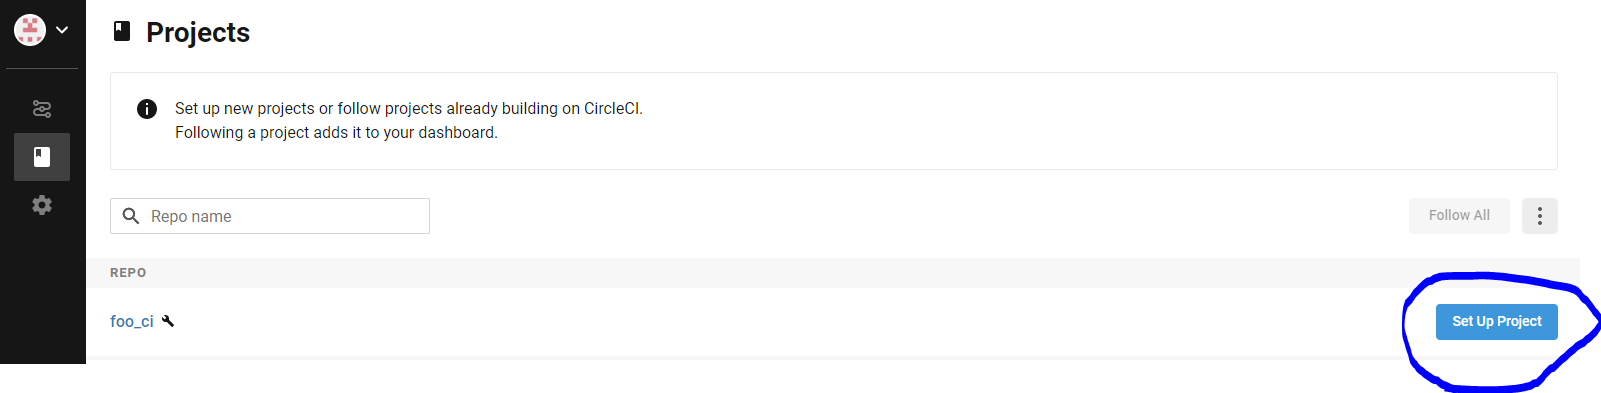 Projects
Set up new projects or follow projects already building on CircleCI.
Following a project adds it to your dashboard.
Repo name
Follow All
REPO
foo_ci
Set Up Project